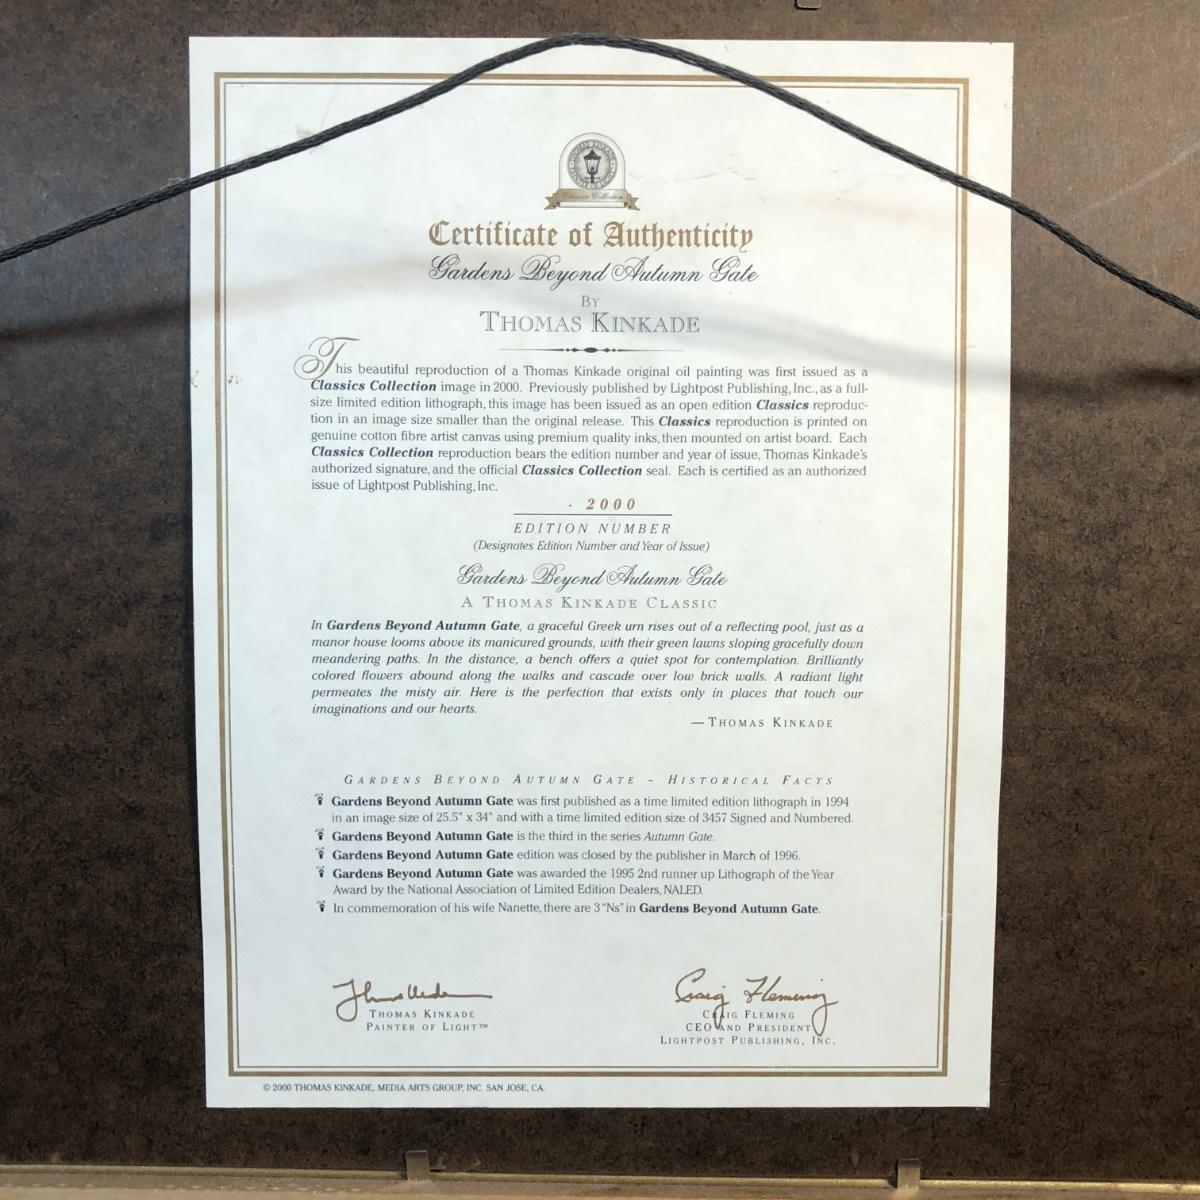 Classics Collection
Certificate of Authenticity
Gardens Beyond Autumn Gate
BY
THOMAS KINKADE
This beautiful reproduction of a Thomas Kinkade original oil painting was first issued as a
Classics Collection image in 2000. Previously published by Lightpost Publishing, Inc., as a full-
size limited edition lithograph, this image has been issued as an open edition Classics reproduc-
tion in an image size smaller than the original release. This Classics reproduction is printed on
genuine cotton fibre artist canvas using premium quality inks, then mounted on artist board. Each
Classics Collection reproduction bears the edition number and year of issue, Thomas Kinkade's
authorized signature, and the official Classics Collection seal. Each is certified as an authorized
issue of Lightpost Publishing, Inc.
- 2000
EDITION NUMBER
(Designates Edition Number and Year of Issue)
Gardens Beyond Autumn Gate
A THOMAS KINKADE CLASSIC
In Gardens Beyond Autumn Gate, a graceful Greek urn rises out of a reflecting pool, just as a
manor house looms above its manicured grounds, with their green lawns sloping gracefully down
meandering paths. In the distance, a bench offers a quiet spot for contemplation. Brilliantly
colored flowers abound along the walks and cascade over low brick walls. A radiant light
permeates the misty air. Here is the perfection that exists only in places that touch our
imaginations and our hearts.
— THOMAS KINKADE
GARDENS BEYOND AUTUMN GATE - HISTORICAL FACTS
Gardens Beyond Autumn Gate was first published as a time limited edition lithograph in 1994
in an image size of 25.5" x 34" and with a time limited edition size of 3457 Signed and Numbered.
Gardens Beyond Autumn Gate is the third in the series Autumn Gate.
Gardens Beyond Autumn Gate edition was closed by the publisher in March of 1996.
Gardens Beyond Autumn Gate was awarded the 1995 2nd runner up Lithograph of the Year
Award by the National Association of Limited Edition Dealers, NALED.
In commemoration of his wife Nanette, there are 3 "Ns" in Gardens Beyond Autumn Gate.
THOMAS KINKADE
PAINTER OF LIGHT™
Craig Fleming
CRAIG FLEMING
CEO AND PRESIDENT
LIGHTPOST PUBLISHING, INC.
© 2000 THOMAS KINKADE, MEDIA ARTS GROUP, INC. SAN JOSE, CA.